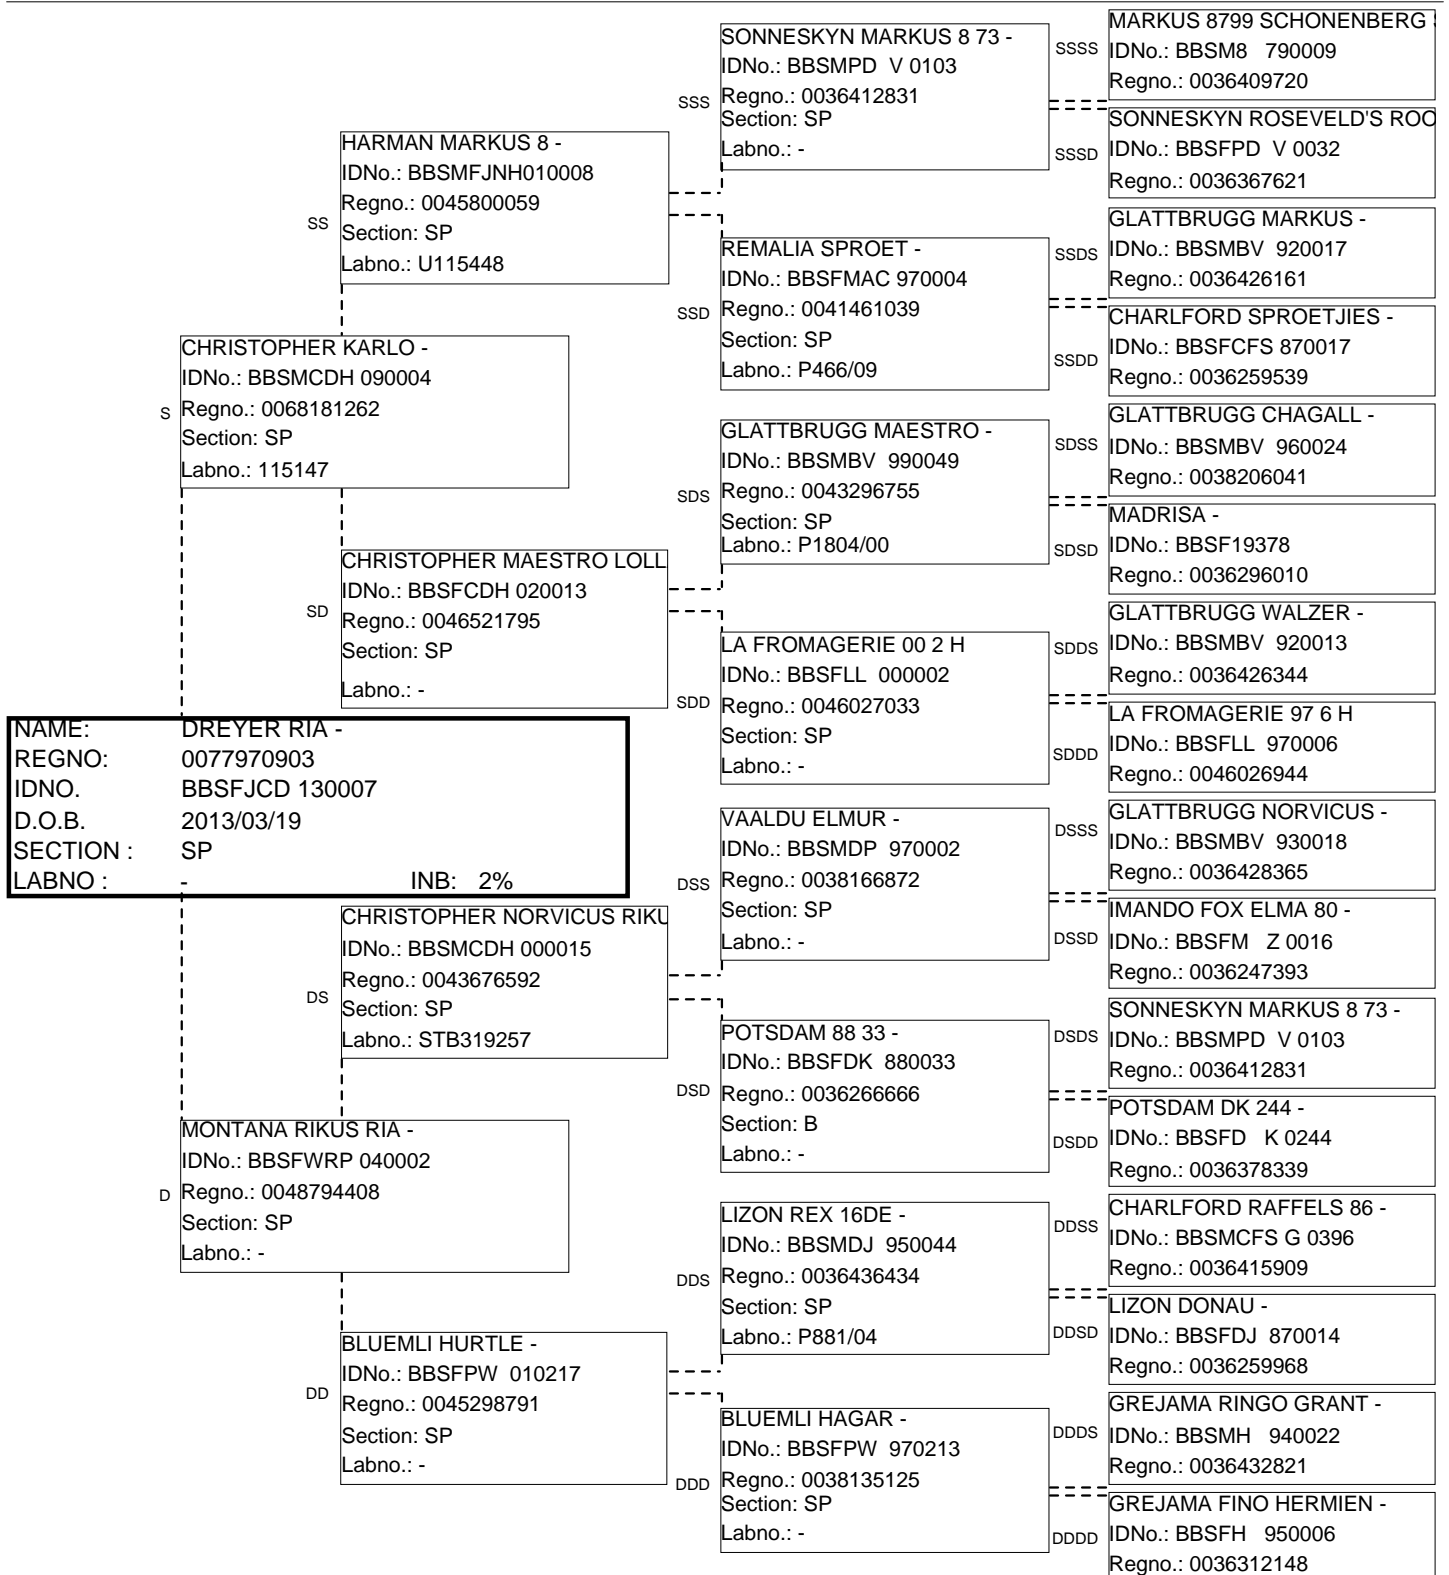 MARKUS 8799 SCHONENBERG
SSSS
IDNo.: BBSM8 790009
Regno.: 0036409720
SONNESKYN MARKUS 8 73 -
IDNo.: BBSMPD V 0103
SSS
Regno.: 0036412831
Section: SP
Labno.: -
SONNESKYN ROSEVELD'S ROO
SSSD
IDNo.: BBSFPD V 0032
Regno.: 0036367621
HARMAN MARKUS 8 -
IDNo.: BBSMFJNH010008
SS
Regno.: 0045800059
Section: SP
Labno.: U115448
GLATTBRUGG MARKUS -
SSDS
IDNo.: BBSMBV 920017
Regno.: 0036426161
REMALIA SPROET -
IDNo.: BBSFMAC 970004
SSD
Regno.: 0041461039
Section: SP
Labno.: P466/09
CHARLFORD SPROETJIES -
SSDD
IDNo.: BBSFCFS 870017
Regno.: 0036259539
CHRISTOPHER KARLO -
IDNo.: BBSMCDH 090004
S
Regno.: 0068181262
Section: SP
Labno.: 115147
GLATTBRUGG CHAGALL -
SDSS
IDNo.: BBSMBV 960024
Regno.: 0038206041
GLATTBRUGG MAESTRO -
IDNo.: BBSMBV 990049
SDS
Regno.: 0043296755
Section: SP
Labno.: P1804/00
MADRISA -
SDSD
IDNo.: BBSF19378
Regno.: 0036296010
CHRISTOPHER MAESTRO LOLL
IDNo.: BBSFCDH 020013
SD
Regno.: 0046521795
Section: SP
Labno.: -
GLATTBRUGG WALZER -
SDDS
IDNo.: BBSMBV 920013
Regno.: 0036426344
LA FROMAGERIE 00 2 H
IDNo.: BBSFLL 000002
SDD
Regno.: 0046027033
Section: SP
Labno.: -
LA FROMAGERIE 97 6 H
SDDD
IDNo.: BBSFLL 970006
Regno.: 0046026944
NAME: DREYER RIA -
REGNO: 0077970903
IDNO. BBSFJCD 130007
D.O.B. 2013/03/19
SECTION : SP
LABNO : - INB: 2%
GLATTBRUGG NORVICUS -
DSSS
IDNo.: BBSMBV 930018
Regno.: 0036428365
VAALDU ELMUR -
IDNo.: BBSMDP 970002
DSS
Regno.: 0038166872
Section: SP
Labno.: -
IMANDO FOX ELMA 80 -
DSSD
IDNo.: BBSFM Z 0016
Regno.: 0036247393
CHRISTOPHER NORVICUS RIKU
IDNo.: BBSMCDH 000015
DS
Regno.: 0043676592
Section: SP
Labno.: STB319257
SONNESKYN MARKUS 8 73 -
DSDS
IDNo.: BBSMPD V 0103
Regno.: 0036412831
POTSDAM 88 33 -
IDNo.: BBSFDK 880033
DSD
Regno.: 0036266666
Section: B
Labno.: -
POTSDAM DK 244 -
DSDD
IDNo.: BBSFD K 0244
Regno.: 0036378339
MONTANA RIKUS RIA -
IDNo.: BBSFWRP 040002
D
Regno.: 0048794408
Section: SP
Labno.: -
CHARLFORD RAFFELS 86 -
DDSS
IDNo.: BBSMCFS G 0396
Regno.: 0036415909
LIZON REX 16DE -
IDNo.: BBSMDJ 950044
DDS
Regno.: 0036436434
Section: SP
Labno.: P881/04
LIZON DONAU -
DDSD
IDNo.: BBSFDJ 870014
Regno.: 0036259968
BLUEMLI HURTLE -
IDNo.: BBSFPW 010217
DD
Regno.: 0045298791
Section: SP
Labno.: -
GREJAMA RINGO GRANT -
DDDS
IDNo.: BBSMH 940022
Regno.: 0036432821
BLUEMLI HAGAR -
IDNo.: BBSFPW 970213
DDD
Regno.: 0038135125
Section: SP
Labno.: -
GREJAMA FINO HERMIEN -
DDDD
IDNo.: BBSFH 950006
Regno.: 0036312148